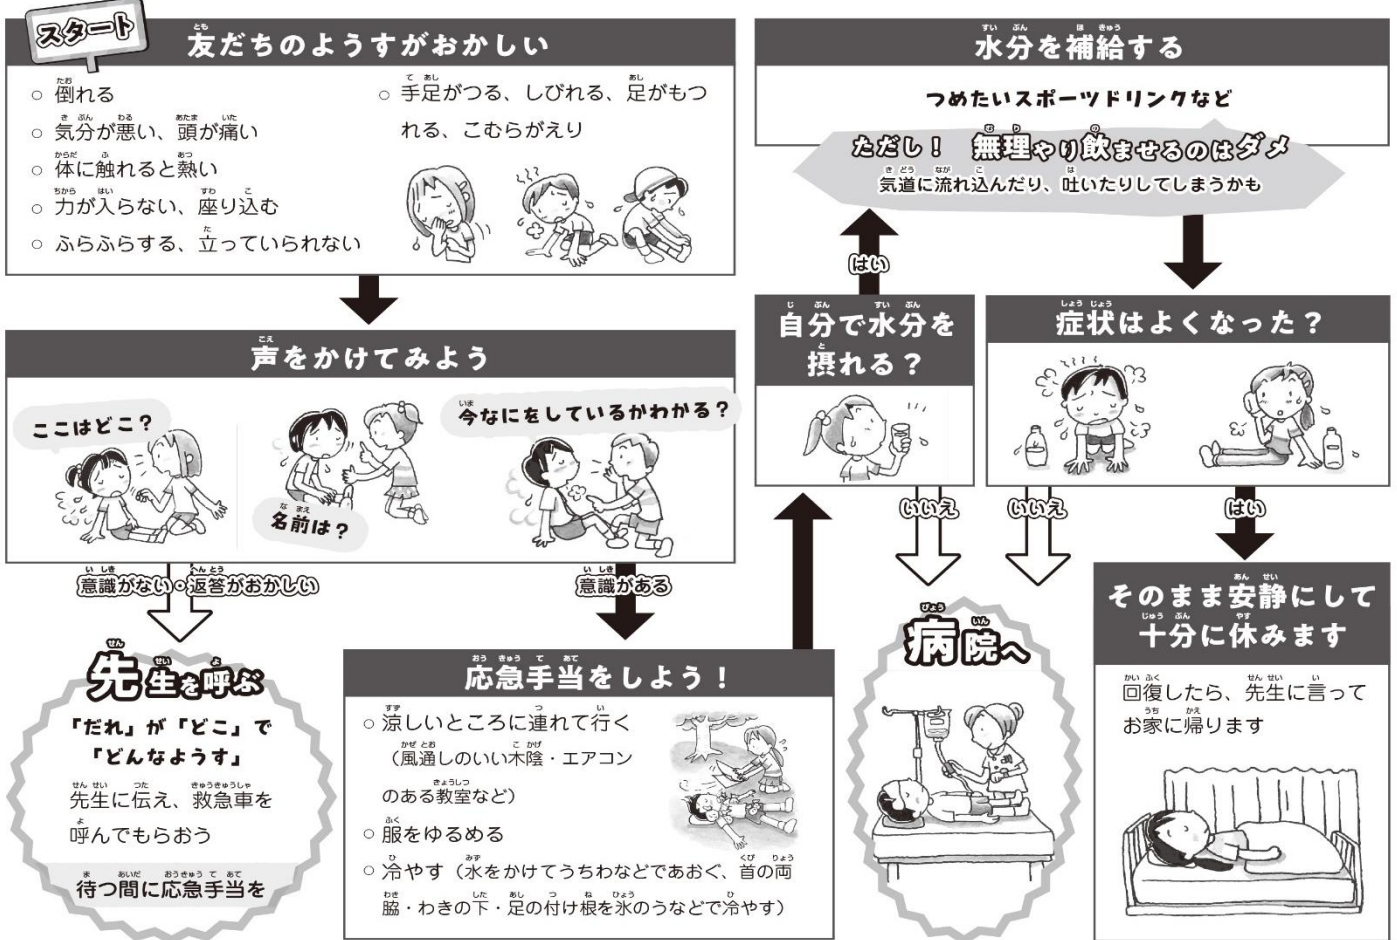 スタート
友だちのようすがおかしい
○ 倒れる
○ 気分が悪い、頭が痛い
○ 体に触れると熱い
○ 力が入らない、座り込む
○ ふらふらする、立っていられない
○ 手足がつる、しびれる、足がもつ
れる、こむらがえり
声をかけてみよう
ここはどこ？
名前は？
今なにをしているかわかる？
意識がない・返答がおかしい
意識がある
先生を呼ぶ
「だれ」が「どこ」で
「どんなようす」
先生に伝え、救急車を
呼んでもらおう
待つ間に応急手当を
応急手当をしよう！
○ 涼しいところに連れて行く
（風通しのいい木陰・エアコン
のある教室など）
○ 服をゆるめる
○ 冷やす（水をかけてうちわなどであおぐ、首の両
脇・わきの下・足の付け根を氷のうなどで冷やす）
自分で水分を
摂れる？
はい
いいえ
水分を補給する
つめたいスポーツドリンクなど
ただし！ 無理やり飲ませるのはダメ
気道に流れ込んだり、吐いたりしてしまうかも
症状はよくなった？
いいえ
はい
病院へ
そのまま安静にして
十分に休みます
回復したら、先生に言って
お家に帰ります